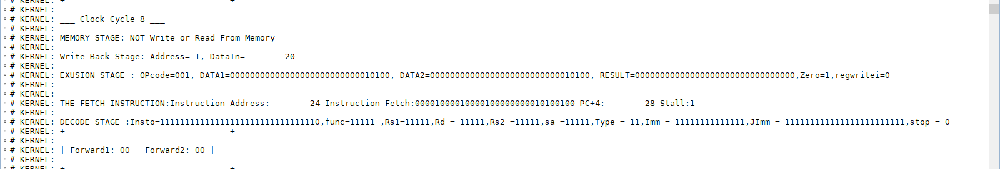 # KERNEL: +---------------------------------+
# KERNEL:
# KERNEL: ___ Clock Cycle 8 ___
# KERNEL:
# KERNEL: MEMORY STAGE: NOT Write or Read From Memory
# KERNEL:
# KERNEL: Write Back Stage: Address= 1, DataIn=        20
# KERNEL:
# KERNEL: EXUSION STAGE : OPcode=001, DATA1=00000000000000000000000000010100, DATA2=00000000000000000000000000010100, RESULT=00000000000000000000000000000000,Zero=1,regwritei=0
# KERNEL:
# KERNEL:
# KERNEL: THE FETCH INSTRUCTION:Instruction Address:        24 Instruction Fetch:00001000010000100000000010100100 PC+4:        28 Stall:1
# KERNEL:
# KERNEL: DECODE STAGE :Insto=11111111111111111111111111111110,func=11111 ,Rs1=11111,Rd = 11111,Rs2 =11111,sa =11111,Type = 11,Imm = 11111111111111,JImm = 111111111111111111111111,stop = 0
# KERNEL: +---------------------------------+
# KERNEL:
# KERNEL: | Forward1: 00   Forward2: 00 |
# KERNEL:
# KERNEL: +---------------------------------+